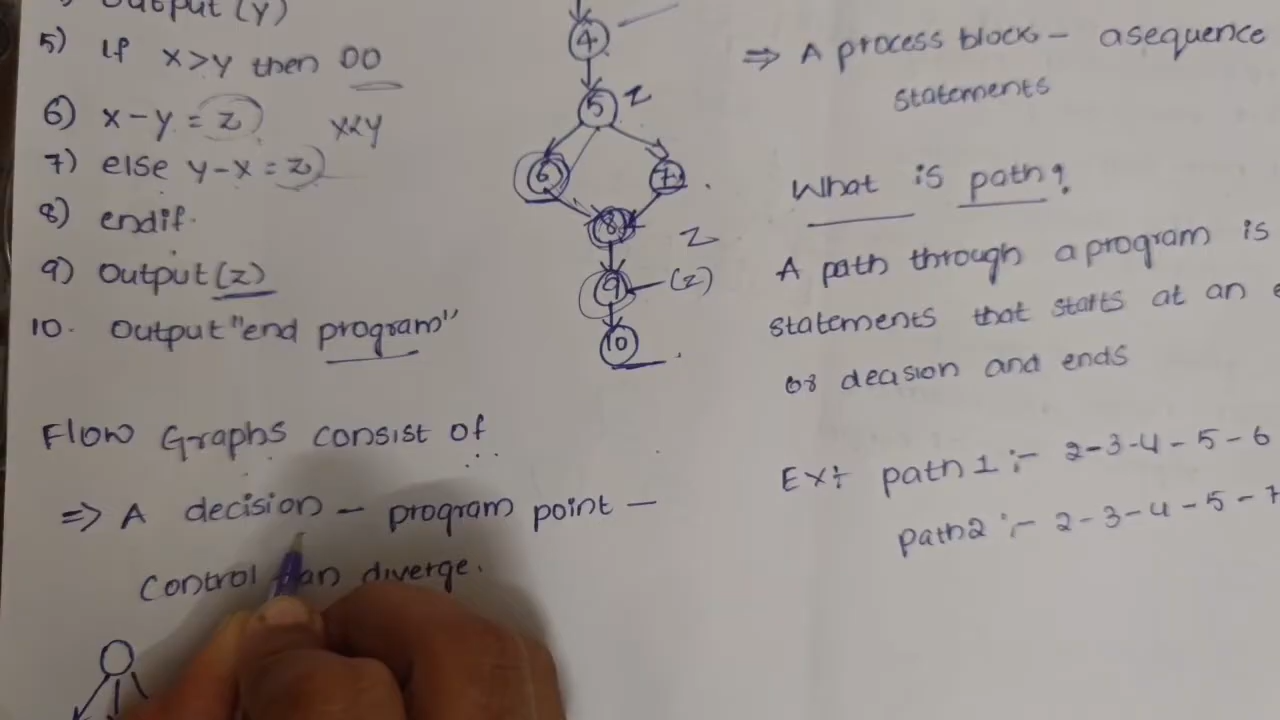 Output (Y)
5) If x>y then DO
6) x-y = z
x<y
7) else y-x = z
8) endif.
9) Output (z)
10. Output "end program"
Flow Graphs consist of
⇒ A decision - program point -
Control can diverge.
4
5 z
6
7
8
z
9
(z)
10
⇒ A process block - a sequence
statements
What is path?
A path through a program is
statements that starts at an
or decision and ends
Ex:- path 1 :- 2-3-4-5-6
path2 :- 2-3-4-5-7